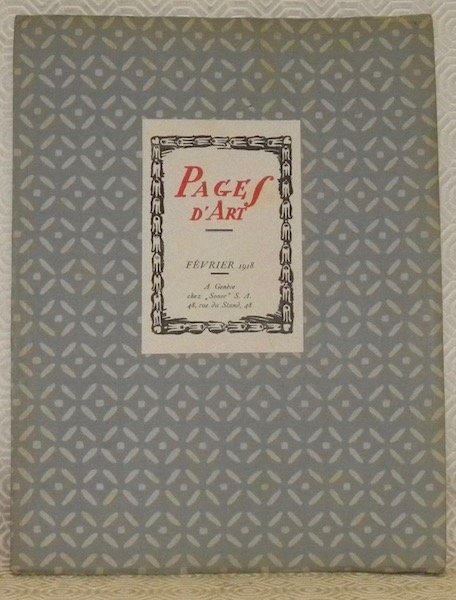 PAGES
D'ART
FÉVRIER 1918
A Genève
chez „Sonor" S. A.
48, rue du Stand, 48